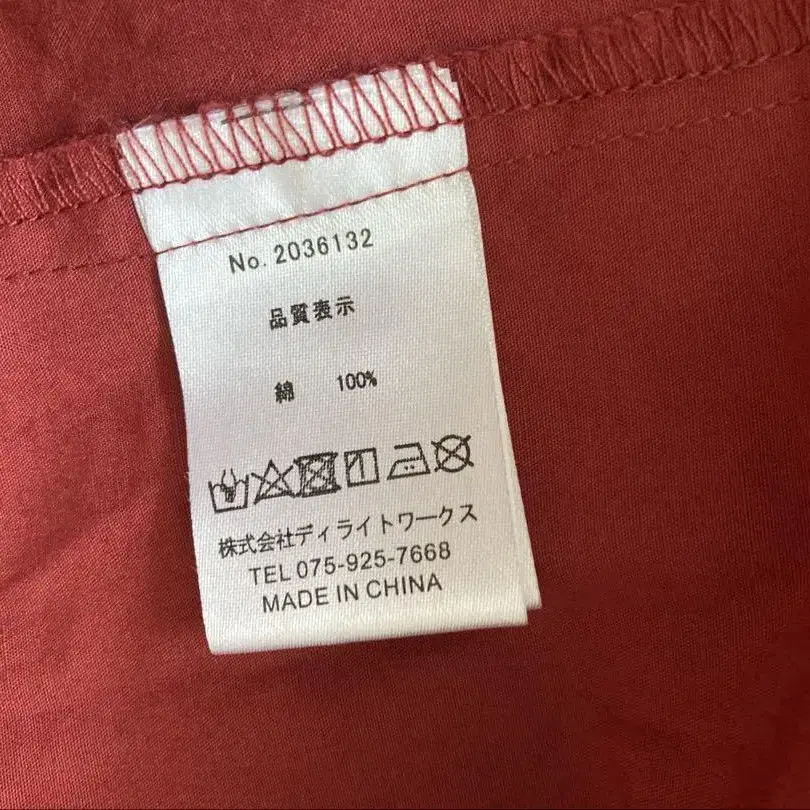 No. 2036132
品質表示
綿 100%
株式会社ディライトワークス
TEL 075-925-7668
MADE IN CHINA